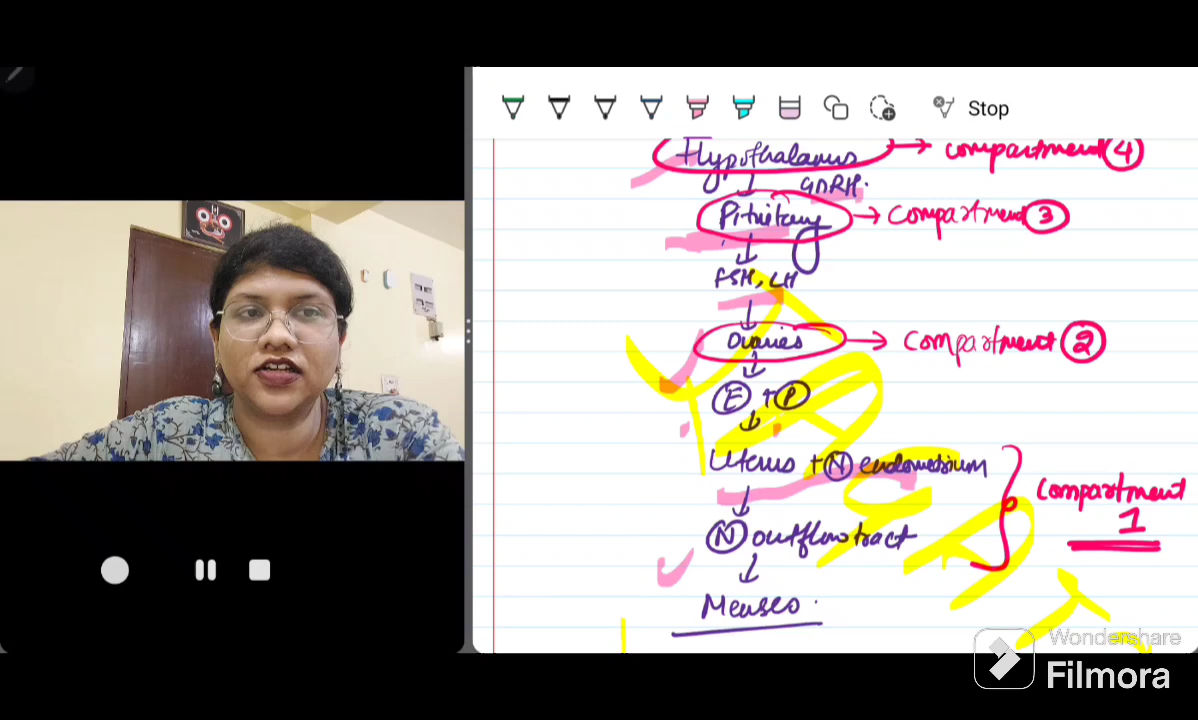 Stop
Hypothalamus → compartment 4
GnRH.
Pituitary → Compartment 3
FSH, LH
Ovaries → Compartment 2
E + P
Uterus + N endometrium
Compartment 1
N outflow tract
Menses.
Wondershare
Filmora